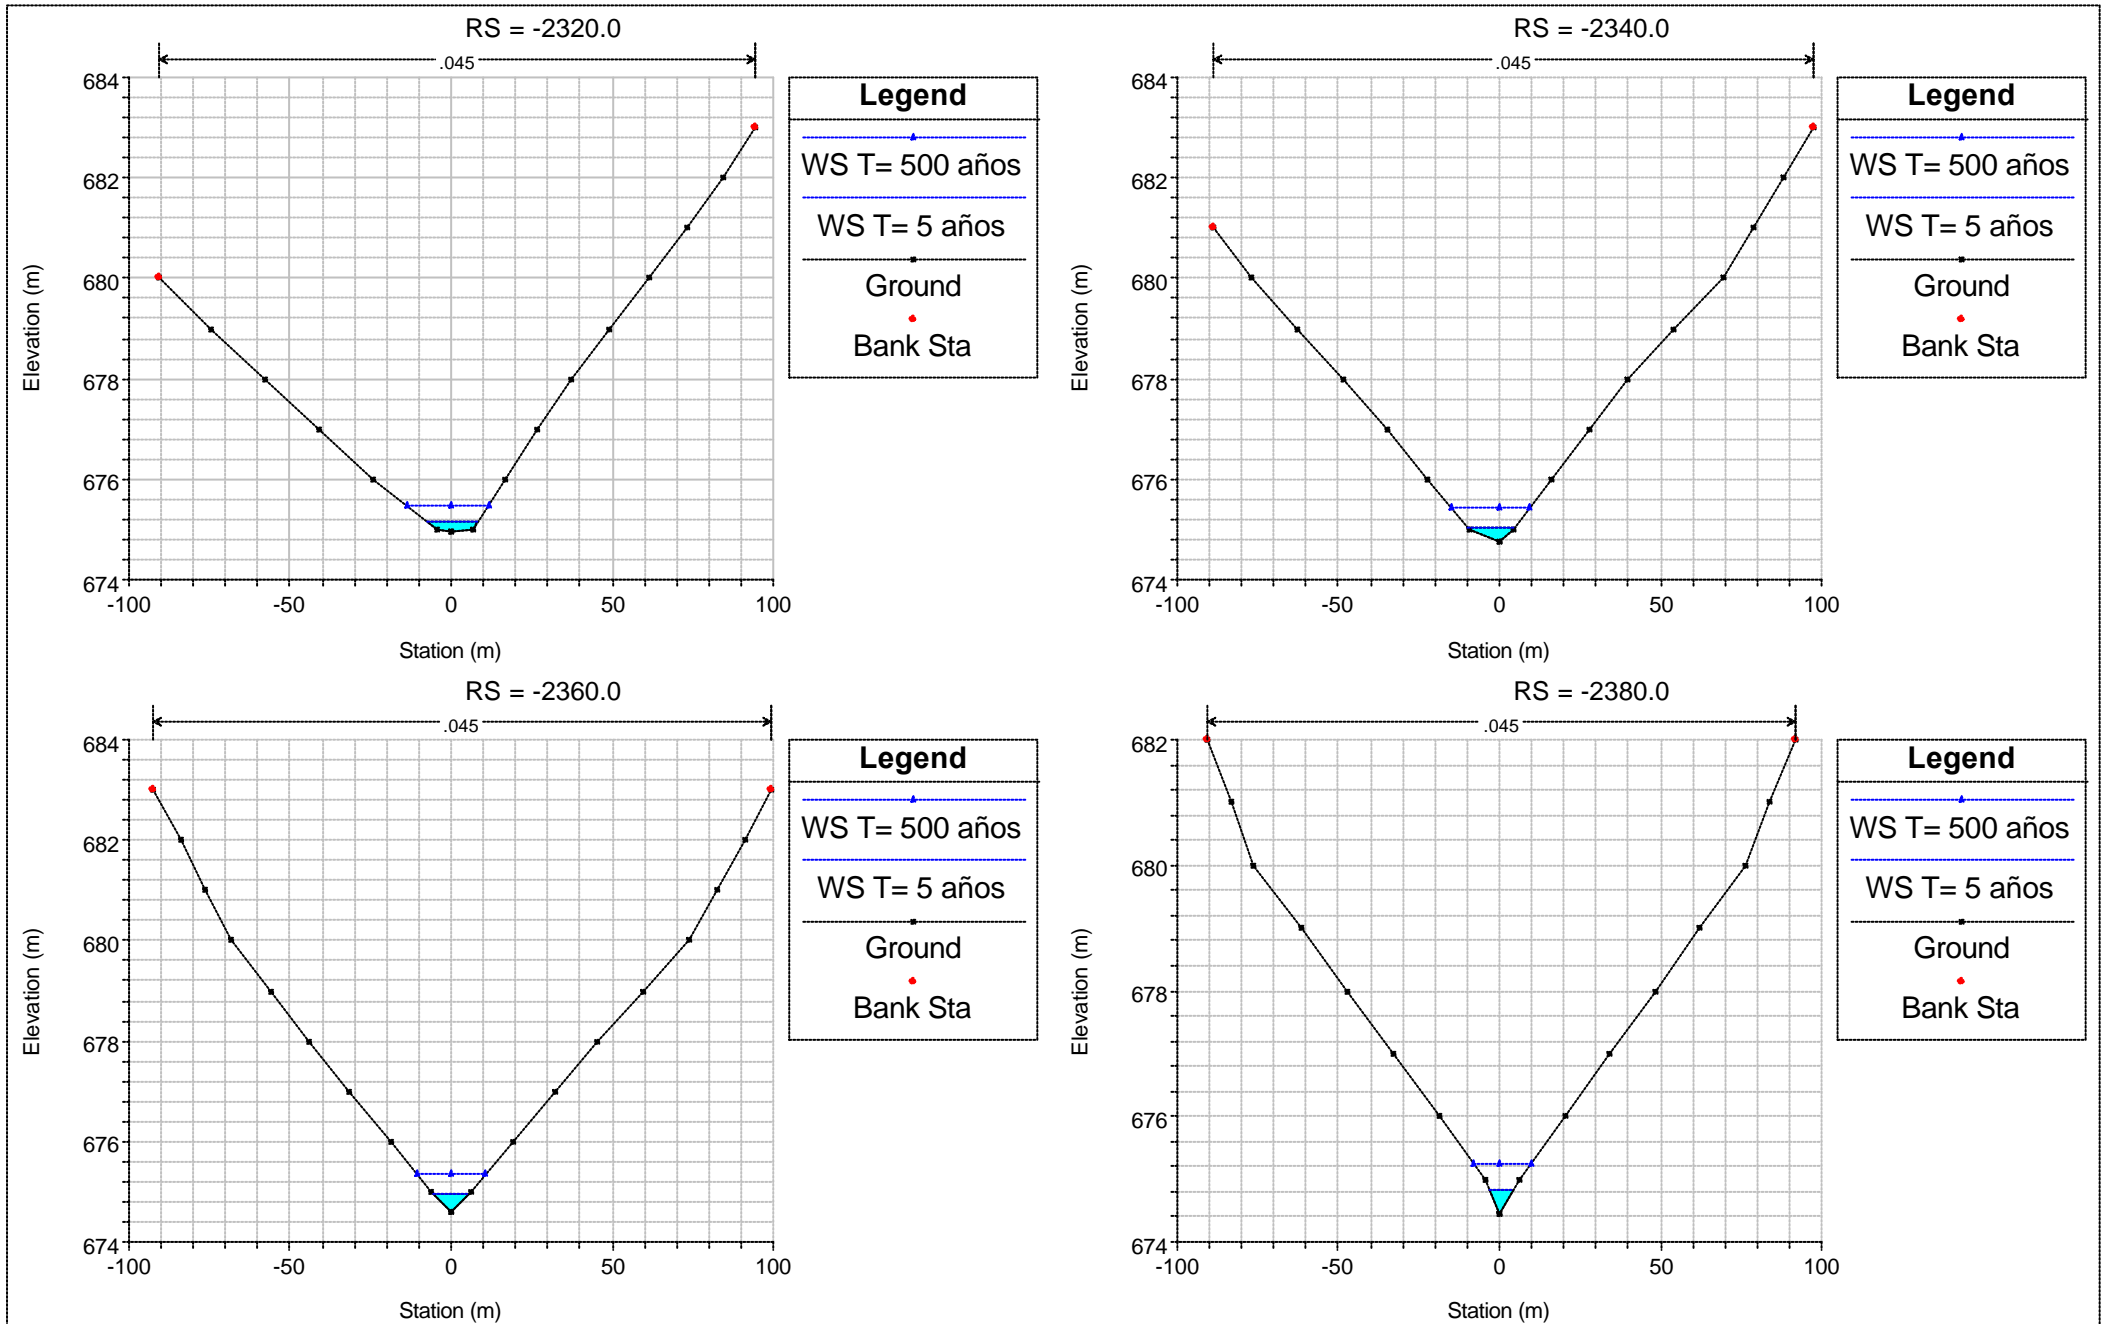 RS = -2320.0
.045
684
682
680
678
676
674
-100
-50
0
50
100
Elevation (m)
Station (m)
Legend
WS T= 500 años
WS T= 5 años
Ground
Bank Sta
RS = -2340.0
.045
684
682
680
678
676
674
-100
-50
0
50
100
Elevation (m)
Station (m)
Legend
WS T= 500 años
WS T= 5 años
Ground
Bank Sta
RS = -2360.0
.045
684
682
680
678
676
674
-100
-50
0
50
100
Elevation (m)
Station (m)
Legend
WS T= 500 años
WS T= 5 años
Ground
Bank Sta
RS = -2380.0
.045
682
680
678
676
674
-100
-50
0
50
100
Elevation (m)
Station (m)
Legend
WS T= 500 años
WS T= 5 años
Ground
Bank Sta